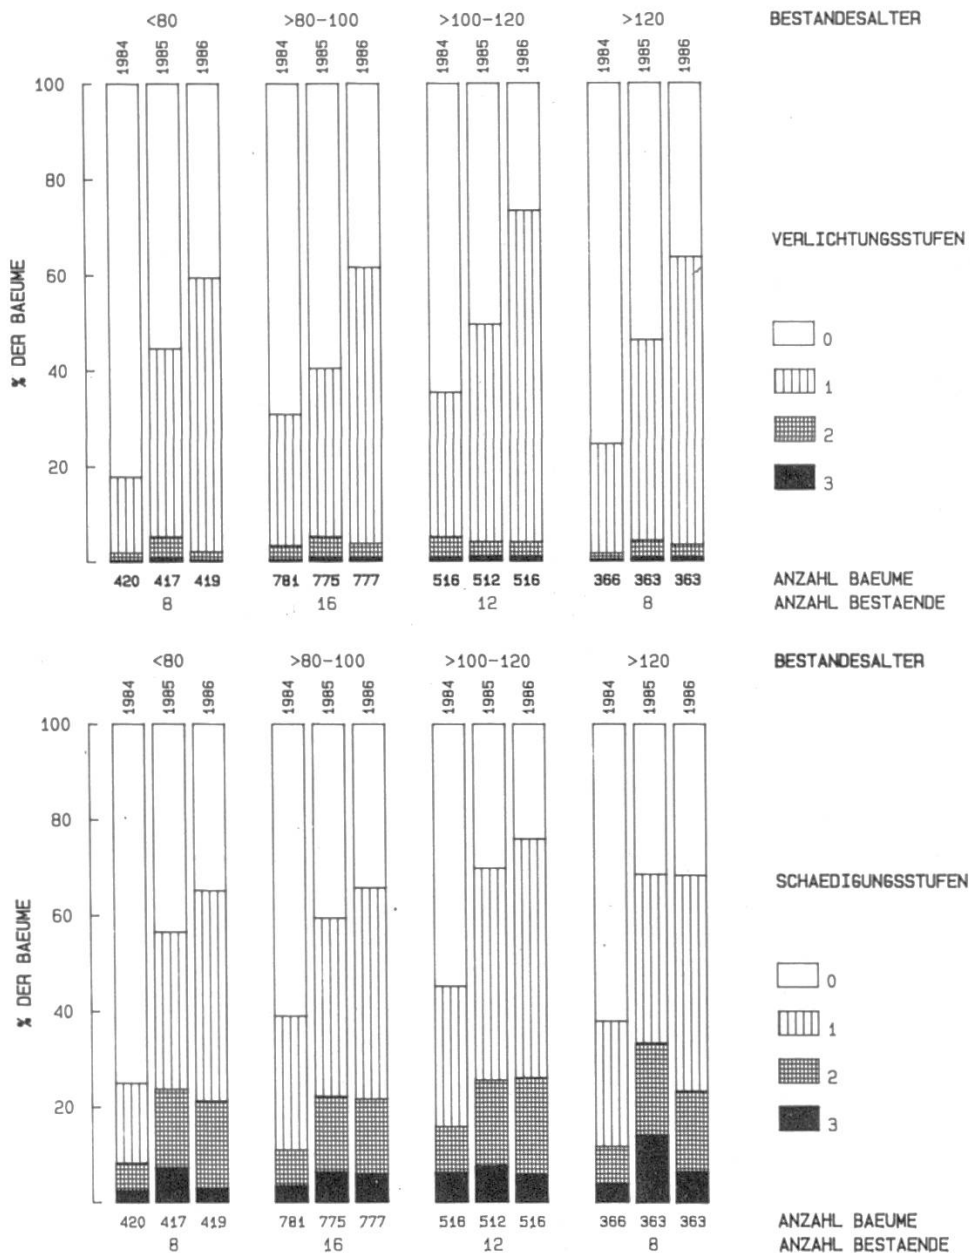 <80 >80-100 >100-120 >120 BESTANDESALTER
1984 1985 1986 1984 1985 1986 1984 1985 1986 1984 1985 1986
100
80
VERLICHTUNGSSTUFEN
60
0
% DER BAEUME
40
1
2
20
3
420 417 419 781 775 777 516 512 516 366 363 363 ANZAHL BAEUME
8 16 12 8 ANZAHL BESTAENDE
<80 >80-100 >100-120 >120 BESTANDESALTER
1984 1985 1986 1984 1985 1986 1984 1985 1986 1984 1985 1986
100
80
SCHAEDIGUNGSSTUFEN
60
% DER BAEUME
0
40
1
2
20
3
420 417 419 781 775 777 516 512 516 366 363 363 ANZAHL BAEUME
8 16 12 8 ANZAHL BESTAENDE